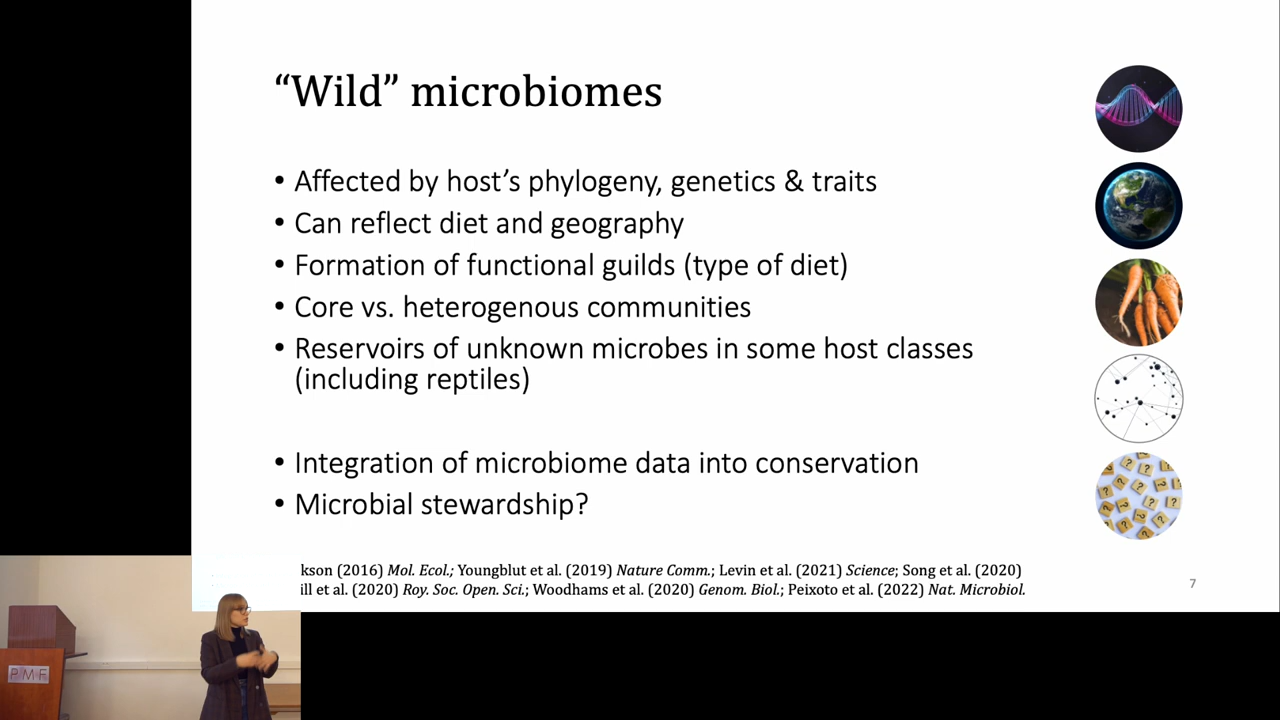 “Wild” microbiomes
• Affected by host’s phylogeny, genetics & traits
• Can reflect diet and geography
• Formation of functional guilds (type of diet)
• Core vs. heterogenous communities
• Reservoirs of unknown microbes in some host classes
(including reptiles)
• Integration of microbiome data into conservation
• Microbial stewardship?
kson (2016) Mol. Ecol.; Youngblut et al. (2019) Nature Comm.; Levin et al. (2021) Science; Song et al. (2020)
ill et al. (2020) Roy. Soc. Open. Sci.; Woodhams et al. (2020) Genom. Biol.; Peixoto et al. (2022) Nat. Microbiol.
7
PMF